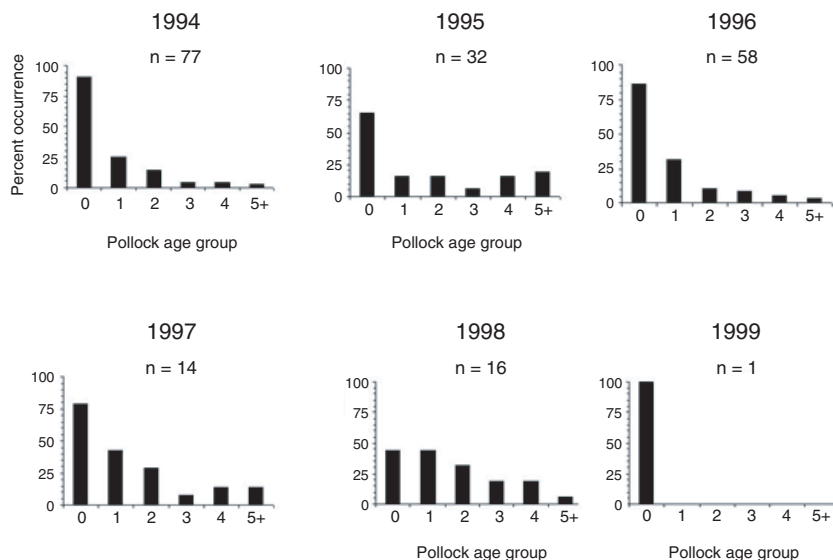 1994
n = 77
Percent occurrence
100
75
50
25
0
0 1 2 3 4 5+
Pollock age group
1995
n = 32
100
75
50
25
0
0 1 2 3 4 5+
Pollock age group
1996
n = 58
100
75
50
25
0
0 1 2 3 4 5+
1997
n = 14
100
75
50
25
0
0 1 2 3 4 5+
1998
n = 16
100
75
50
25
0
0 1 2 3 4 5+
Pollock age group
1999
n = 1
100
75
50
25
0
0 1 2 3 4 5+
Pollock age group